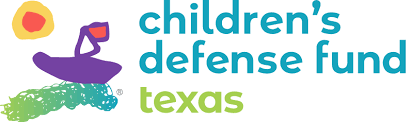 children's
defense fund
texas
®